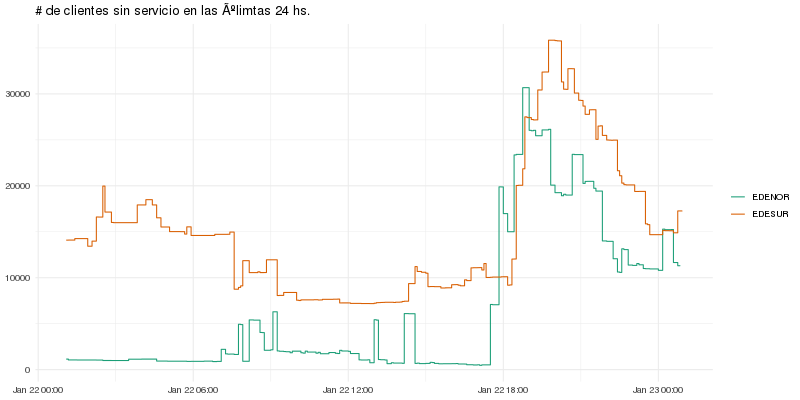 # de clientes sin servicio en las Ãºlimtas 24 hs.
30000
20000
10000
0
Jan 22 00:00
Jan 22 06:00
Jan 22 12:00
Jan 22 18:00
Jan 23 00:00
EDENOR
EDESUR